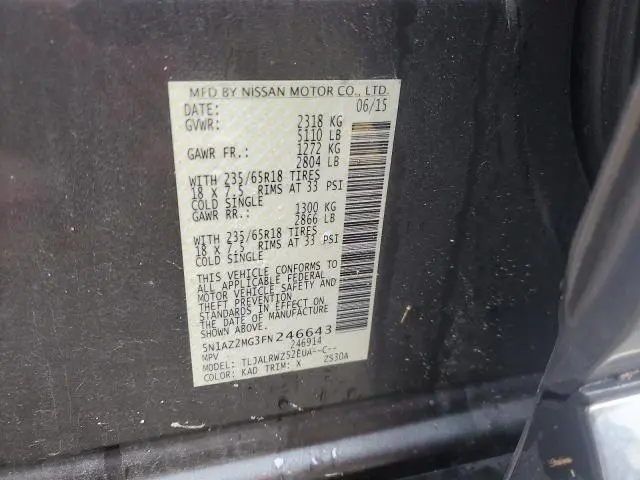 MFD BY NISSAN MOTOR CO., LTD.
DATE: 06/15
GVWR: 2318 KG
5110 LB
GAWR FR.: 1272 KG
2804 LB
WITH 235/65R18 TIRES
18 X 7.5 RIMS AT 33 PSI
COLD SINGLE
GAWR RR.: 1300 KG
2866 LB
WITH 235/65R18 TIRES
18 X 7.5 RIMS AT 33 PSI
COLD SINGLE
THIS VEHICLE CONFORMS TO
ALL APPLICABLE FEDERAL
MOTOR VEHICLE SAFETY AND
THEFT PREVENTION
STANDARDS IN EFFECT ON
THE DATE OF MANUFACTURE
SHOWN ABOVE.
5N1AZ2MG3FN246643
MPV 246914
MODEL: TLJALRWZ52EUA--C--
COLOR: KAD TRIM: X ZS30A